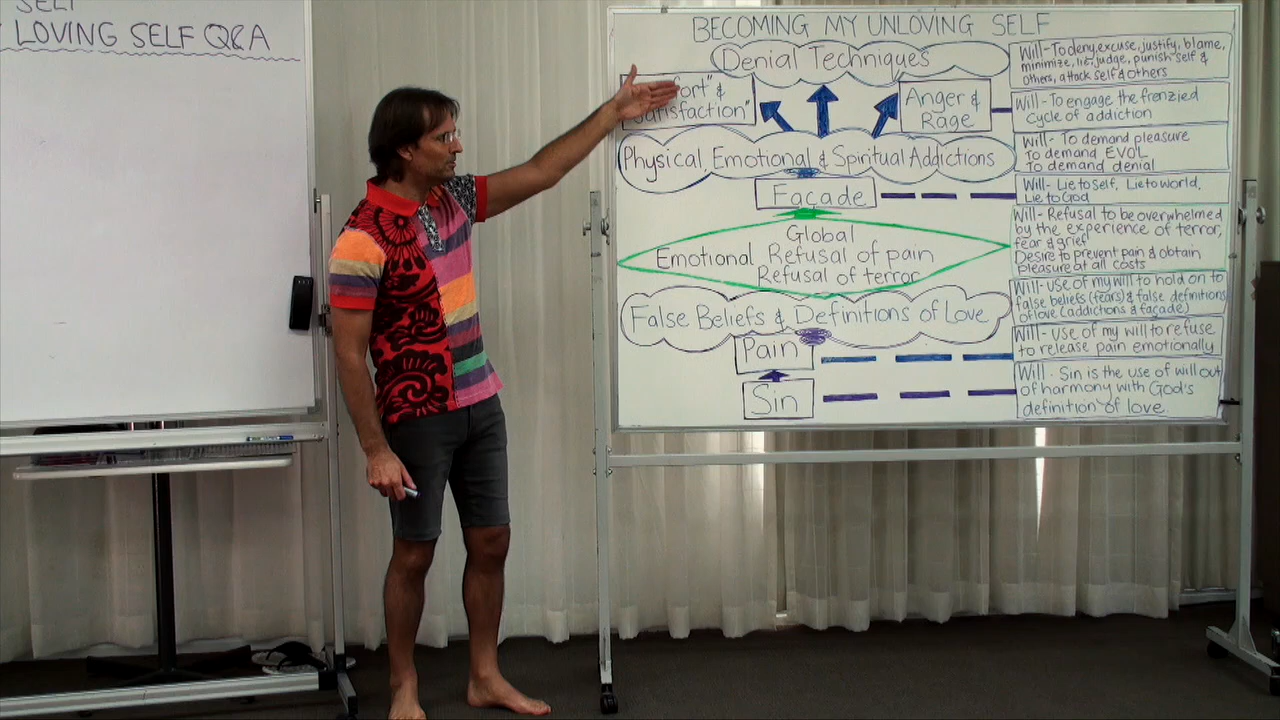 SELF
LOVING SELF Q&A
BECOMING MY UNLOVING SELF
Denial Techniques
Will-To deny, excuse, justify, blame,
minimize, lie, judge, punish self &
others, attack self & others
&
Satisfaction"
Anger &
Rage
Will - To engage the frenzied
cycle of addiction
Physical Emotional & Spiritual Addictions
Will - To demand pleasure
To demand EVOL
To demand denial
Façade
Will- Lie to Self, Lie to world,
Lie to God
Global
Emotional Refusal of pain
Refusal of terror
Will- Refusal to be overwhelmed
by the experience of terror,
fear & grief
Desire to prevent pain & obtain
pleasure at all costs
False Beliefs & Definitions of Love
Will- use of my will to hold on to
false beliefs (fears) & false definitions
of love (addictions & façade)
Pain
Will- use of my will to refuse
to release pain emotionally
Sin
Will - Sin is the use of will out
of harmony with God's
definition of love.